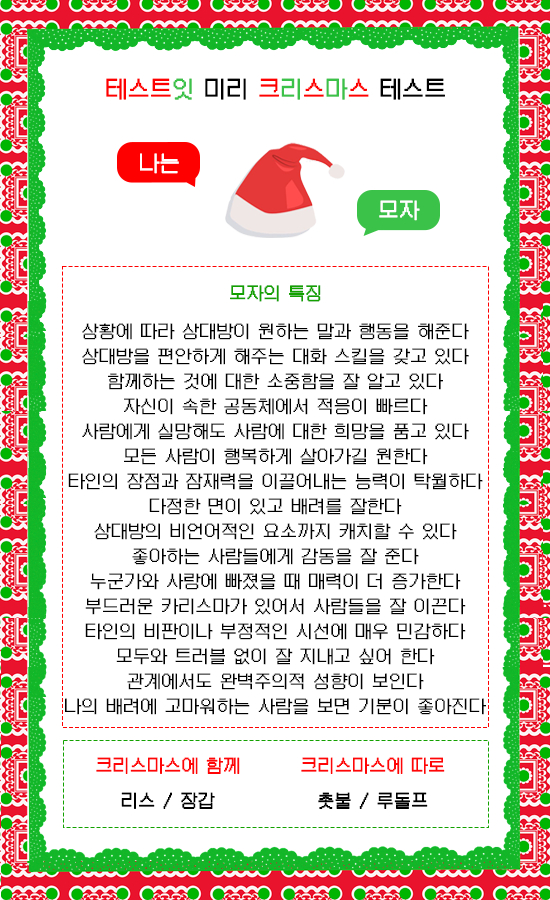 테스트잇 미리 크리스마스 테스트
나는
모자
모자의 특징
상황에 따라 상대방이 원하는 말과 행동을 해준다
상대방을 편안하게 해주는 대화 스킬을 갖고 있다
함께하는 것에 대한 소중함을 잘 알고 있다
자신이 속한 공동체에서 적응이 빠르다
사람에게 실망해도 사람에 대한 희망을 품고 있다
모든 사람이 행복하게 살아가길 원한다
타인의 장점과 잠재력을 이끌어내는 능력이 탁월하다
다정한 면이 있고 배려를 잘한다
상대방의 비언어적인 요소까지 캐치할 수 있다
좋아하는 사람들에게 감동을 잘 준다
누군가와 사랑에 빠졌을 때 매력이 더 증가한다
부드러운 카리스마가 있어서 사람들을 잘 이끈다
타인의 비판이나 부정적인 시선에 매우 민감하다
모두와 트러블 없이 잘 지내고 싶어 한다
관계에서도 완벽주의적 성향이 보인다
나의 배려에 고마워하는 사람을 보면 기분이 좋아진다
크리스마스에 함께
크리스마스에 따로
리스 / 장갑
촛불 / 루돌프